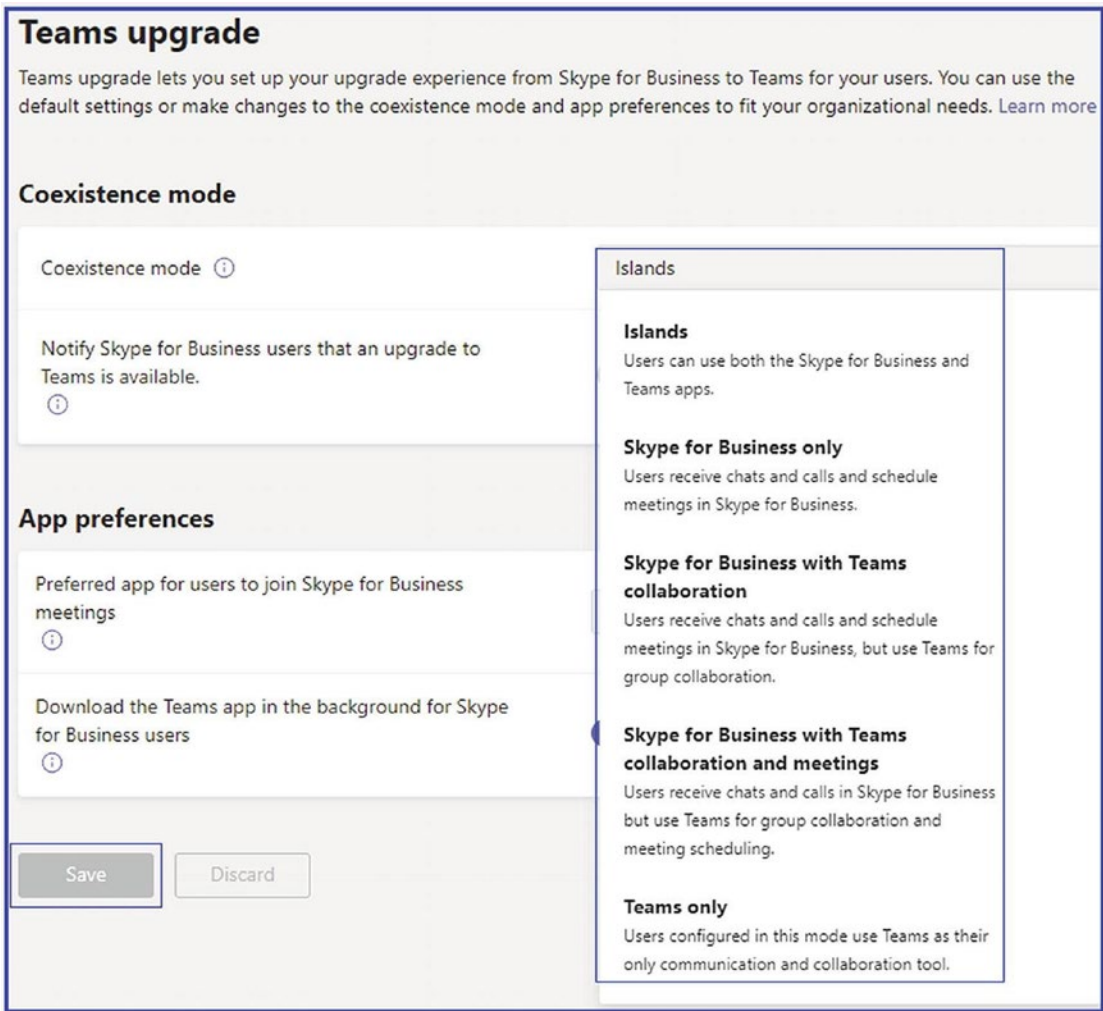 Teams upgrade
Teams upgrade lets you set up your upgrade experience from Skype for Business to Teams for your users. You can use the
default settings or make changes to the coexistence mode and app preferences to fit your organizational needs. Learn more
Coexistence mode
Coexistence mode
Notify Skype for Business users that an upgrade to
Teams is available.
App preferences
Preferred app for users to join Skype for Business
meetings
Download the Teams app in the background for Skype
for Business users
Save
Discard
Islands
Islands
Users can use both the Skype for Business and
Teams apps.
Skype for Business only
Users receive chats and calls and schedule
meetings in Skype for Business.
Skype for Business with Teams
collaboration
Users receive chats and calls and schedule
meetings in Skype for Business, but use Teams for
group collaboration.
Skype for Business with Teams
collaboration and meetings
Users receive chats and calls in Skype for Business
but use Teams for group collaboration and
meeting scheduling.
Teams only
Users configured in this mode use Teams as their
only communication and collaboration tool.